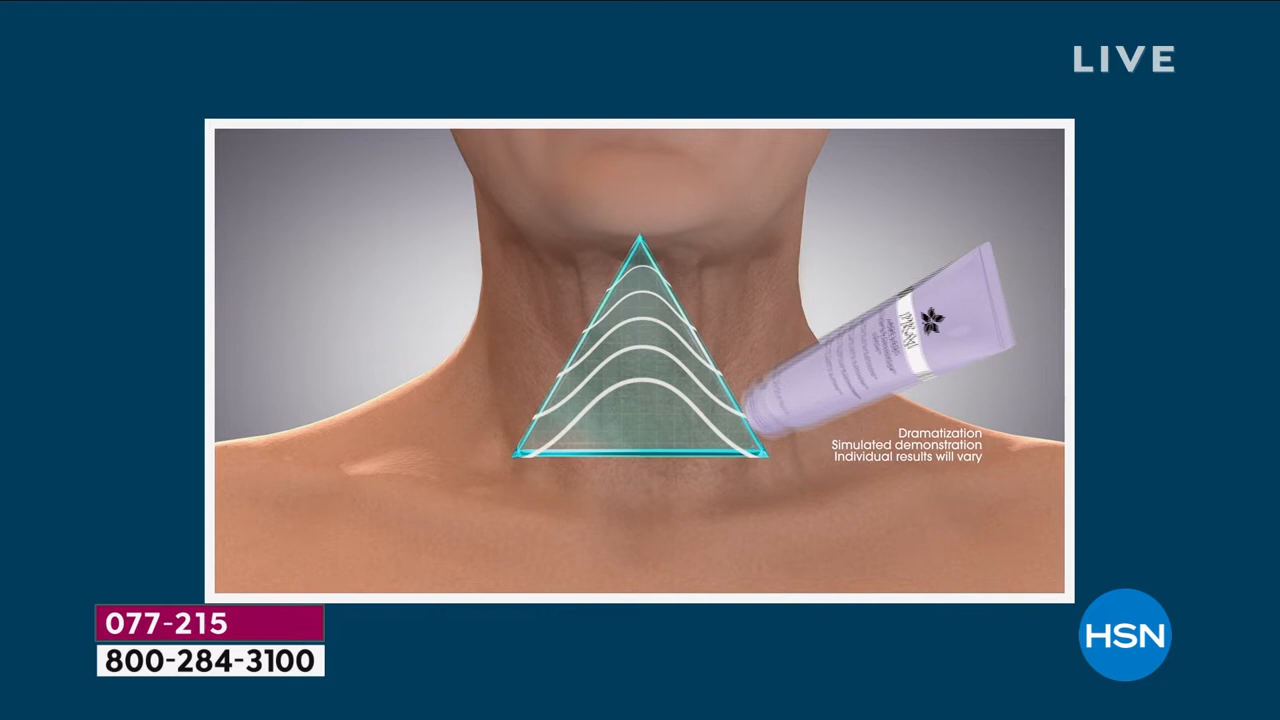 LIVE
Dramatization
Simulated demonstration
Individual results will vary
077-215
800-284-3100
HSN